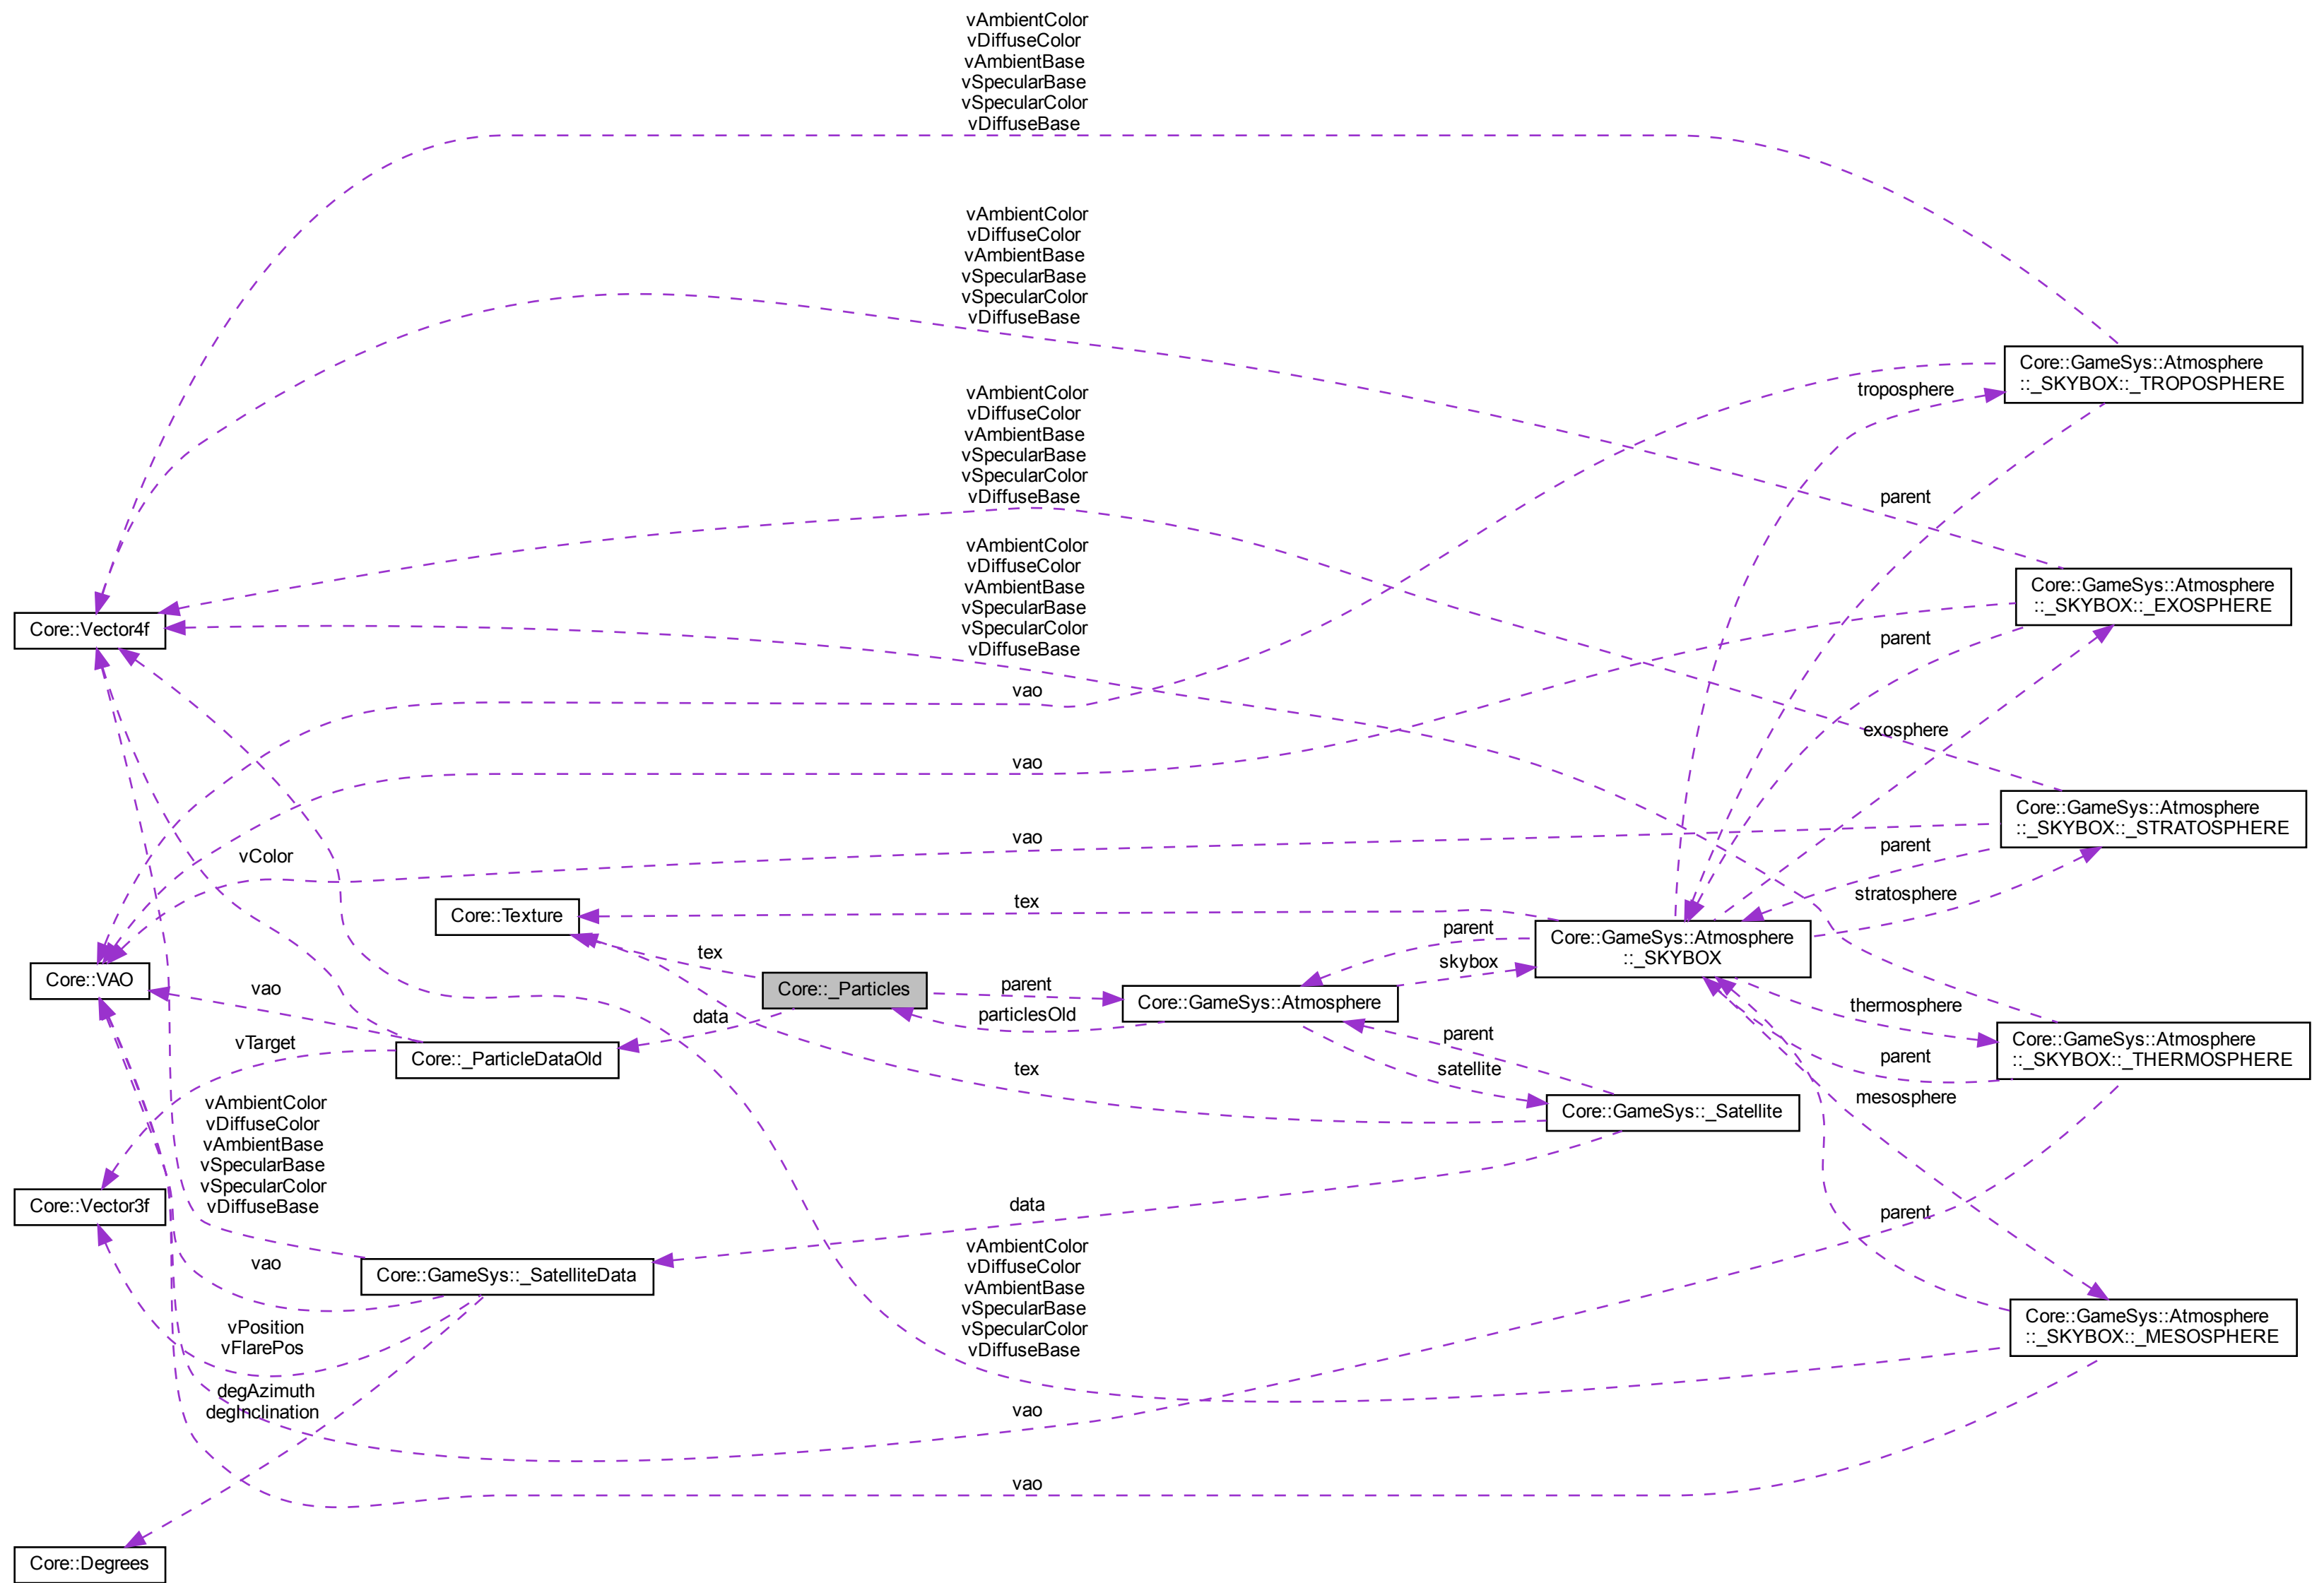 vAmbientColor
vDiffuseColor
vAmbientBase
vSpecularBase
vSpecularColor
vDiffuseBase
vAmbientColor
vDiffuseColor
vAmbientBase
vSpecularBase
vSpecularColor
vDiffuseBase
Core::GameSys::Atmosphere
::_SKYBOX::_TROPOSPHERE
troposphere
vAmbientColor
vDiffuseColor
vAmbientBase
vSpecularBase
vSpecularColor
vDiffuseBase
parent
vAmbientColor
vDiffuseColor
vAmbientBase
vSpecularBase
vSpecularColor
vDiffuseBase
Core::GameSys::Atmosphere
::_SKYBOX::_EXOSPHERE
Core::Vector4f
parent
vao
exosphere
vao
Core::GameSys::Atmosphere
::_SKYBOX::_STRATOSPHERE
vao
parent
vColor
stratosphere
tex
Core::Texture
parent
Core::GameSys::Atmosphere
::_SKYBOX
tex
skybox
Core::VAO
vao
Core::_Particles
parent
Core::GameSys::Atmosphere
thermosphere
data
particlesOld
parent
Core::GameSys::Atmosphere
::_SKYBOX::_THERMOSPHERE
vTarget
Core::_ParticleDataOld
tex
satellite
parent
mesosphere
Core::GameSys::_Satellite
vAmbientColor
vDiffuseColor
vAmbientBase
vSpecularBase
vSpecularColor
vDiffuseBase
Core::Vector3f
data
parent
vao
Core::GameSys::_SatelliteData
vAmbientColor
vDiffuseColor
vAmbientBase
vSpecularBase
vSpecularColor
vDiffuseBase
Core::GameSys::Atmosphere
::_SKYBOX::_MESOSPHERE
vPosition
vFlarePos
degAzimuth
degInclination
vao
vao
Core::Degrees